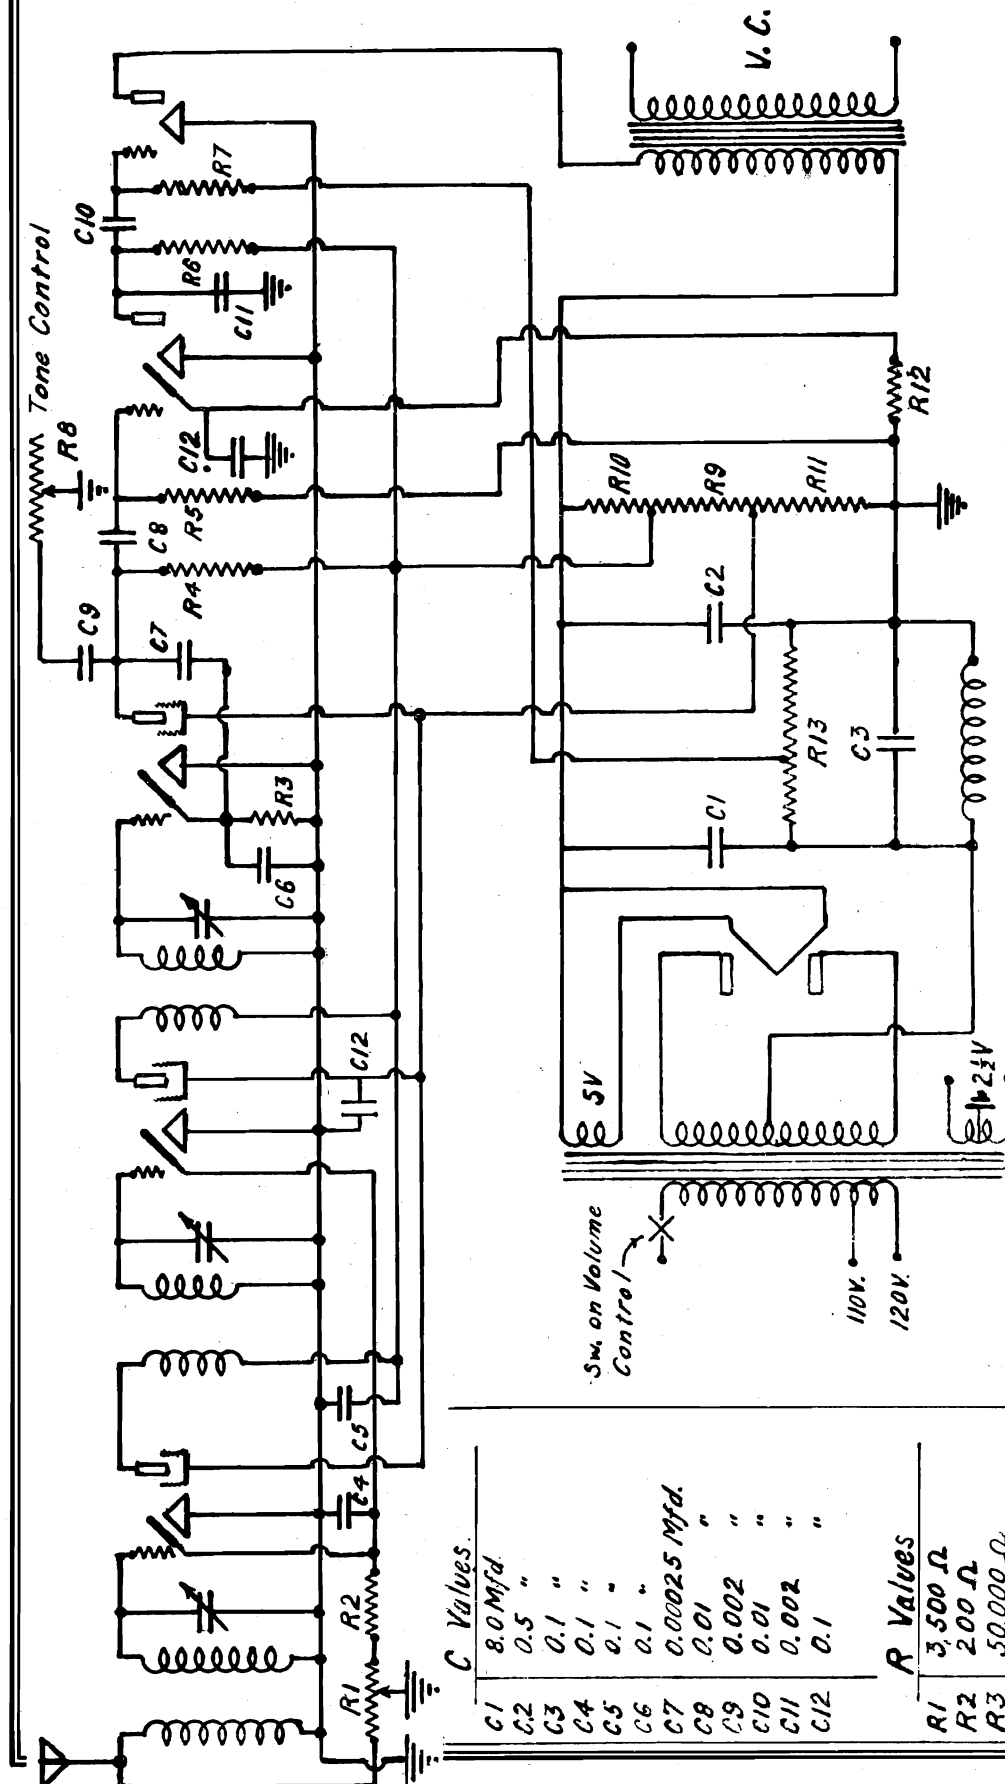 Tone Control
R8
C9
C8
C10
C7
R4
R5
C12
R6
C11
R7
R3
C6
C12
C5
C4
R2
R1
V. C.
R12
R10
R9
R11
C2
R13
C3
C1
5V
2½V
Sw. on Volume
Control
110V.
120V.
C Values.
C1 8.0 Mfd.
C2 0.5 "
C3 0.1 "
C4 0.1 "
C5 0.1 "
C6 0.1 "
C7 0.00025 Mfd.
C8 0.01 "
C9 0.002 "
C10 0.01 "
C11 0.002 "
C12 0.1 "
R Values
R1 3,500 Ω
R2 200 Ω
R3 50,000 Ω